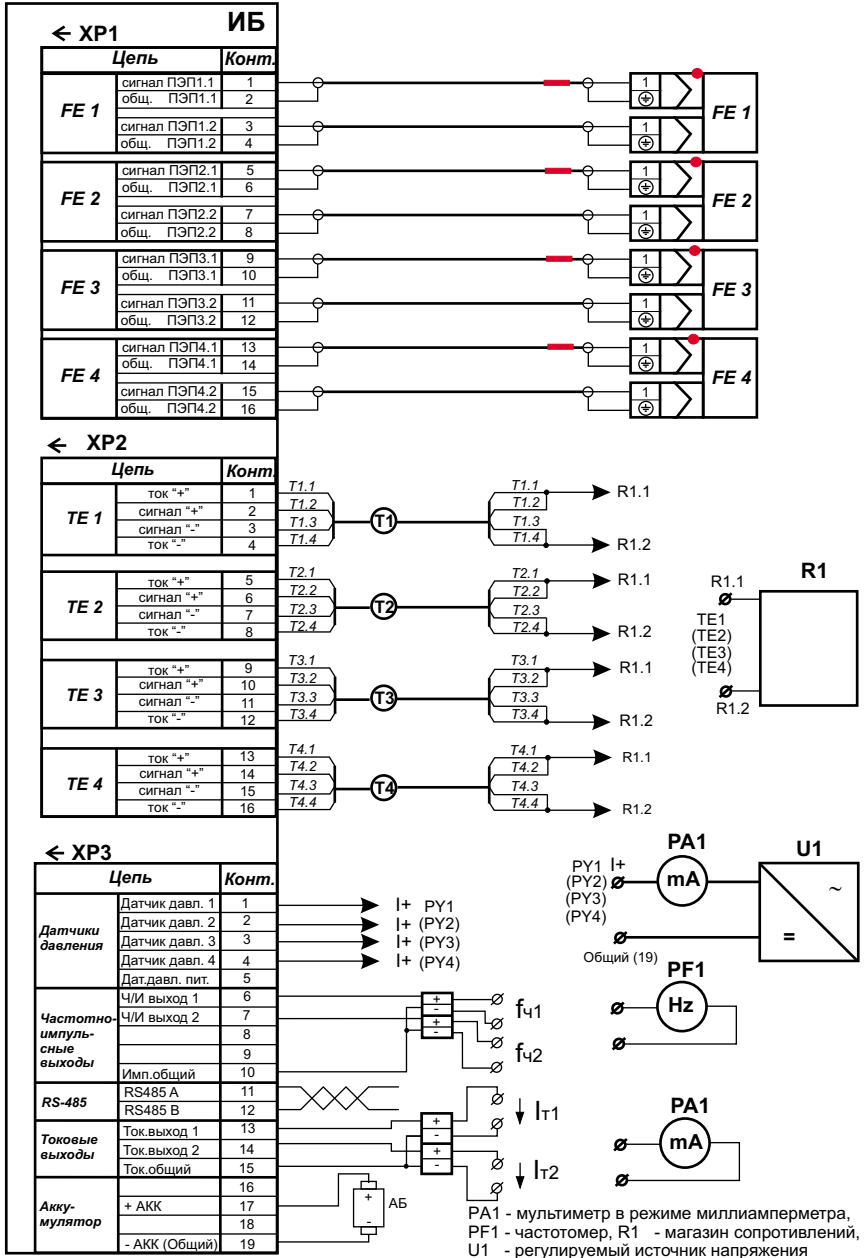 ИБ
← XP1
Цепь Конт.
FE 1
сигнал ПЭП1.1 1
общ. ПЭП1.1 2
сигнал ПЭП1.2 3
общ. ПЭП1.2 4
1
1
FE 1
FE 2
сигнал ПЭП2.1 5
общ. ПЭП2.1 6
сигнал ПЭП2.2 7
общ. ПЭП2.2 8
1
1
FE 2
FE 3
сигнал ПЭП3.1 9
общ. ПЭП3.1 10
сигнал ПЭП3.2 11
общ. ПЭП3.2 12
1
1
FE 3
FE 4
сигнал ПЭП4.1 13
общ. ПЭП4.1 14
сигнал ПЭП4.2 15
общ. ПЭП4.2 16
1
1
FE 4
← XP2
Цепь Конт.
TE 1
ток “+” 1 T1.1 T1.1 R1.1
сигнал “+” 2 T1.2 T1.2
T1
сигнал “-” 3 T1.3 T1.3
ток “-” 4 T1.4 T1.4 R1.2
TE 2
ток “+” 5 T2.1 T2.1 R1.1
сигнал “+” 6 T2.2 T2.2
T2
сигнал “-” 7 T2.3 T2.3
ток “-” 8 T2.4 T2.4 R1.2
TE 3
ток “+” 9 T3.1 T3.1 R1.1
сигнал “+” 10 T3.2 T3.2
T3
сигнал “-” 11 T3.3 T3.3
ток “-” 12 T3.4 T3.4 R1.2
TE 4
ток “+” 13 T4.1 T4.1 R1.1
сигнал “+” 14 T4.2 T4.2
T4
сигнал “-” 15 T4.3 T4.3
ток “-” 16 T4.4 T4.4 R1.2
R1
R1.1
TE1
(TE2)
(TE3)
(TE4)
R1.2
← XP3
Цепь Конт.
Датчики
давления
Датчик давл. 1 1 I+ PY1
Датчик давл. 2 2 I+ (PY2)
Датчик давл. 3 3 I+ (PY3)
Датчик давл. 4 4 I+ (PY4)
Дат.давл. пит. 5
Частотно-
импуль-
сные
выходы
Ч/И выход 1 6
Ч/И выход 2 7
8
9
Имп.общий 10
+
-
+
-
fч1
fч2
RS-485
RS485 A 11
RS485 B 12
Токовые
выходы
Ток.выход 1 13
Ток.выход 2 14
Ток.общий 15
+
-
+
-
Iт1
Iт2
Акку-
мулятор
16
+ АКК 17
18
- АКК (Общий) 19
+
-
АБ
PA1
mA
U1
~
=
PY1 I+
(PY2)
(PY3)
(PY4)
Общий (19)
PF1
Hz
PA1
mA
PA1 - мультиметр в режиме миллиамперметра,
PF1 - частотомер, R1 - магазин сопротивлений,
U1 - регулируемый источник напряжения